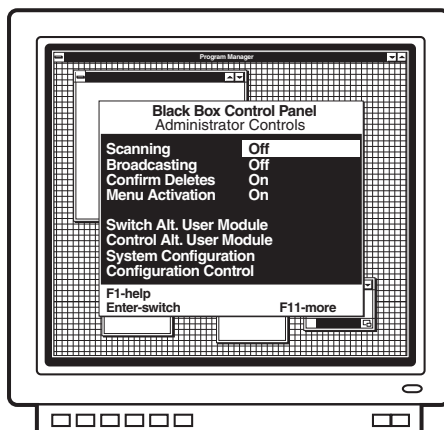 Program Manager
Black Box Control Panel
Administrator Controls
Scanning Off
Broadcasting Off
Confirm Deletes On
Menu Activation On
Switch Alt. User Module
Control Alt. User Module
System Configuration
Configuration Control
F1-help
Enter-switch F11-more